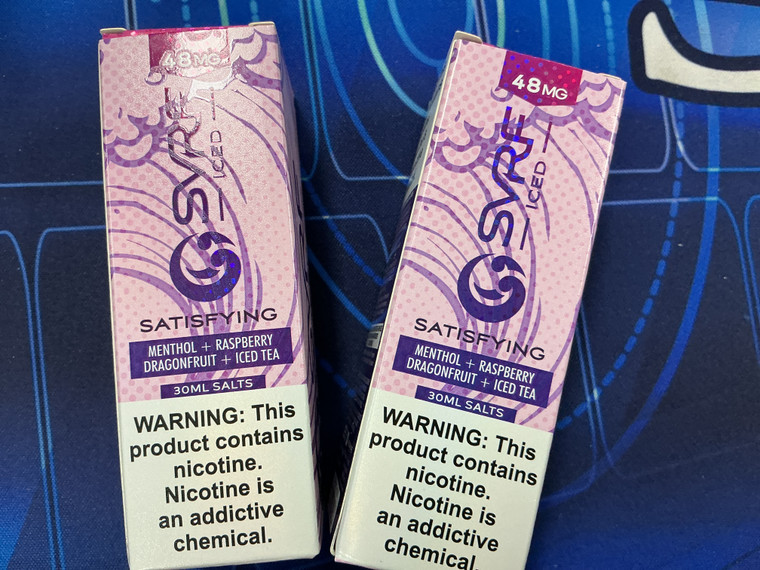 48MG
SVRF
ICED
SATISFYING
MENTHOL + RASPBERRY
DRAGONFRUIT + ICED TEA
30ML SALTS
WARNING: This
product contains
nicotine.
Nicotine is
an addictive
chemical.
48MG
SVRF
ICED
SATISFYING
MENTHOL + RASPBERRY
DRAGONFRUIT + ICED TEA
30ML SALTS
WARNING: This
product contains
nicotine.
Nicotine is
an addictive
chemical.